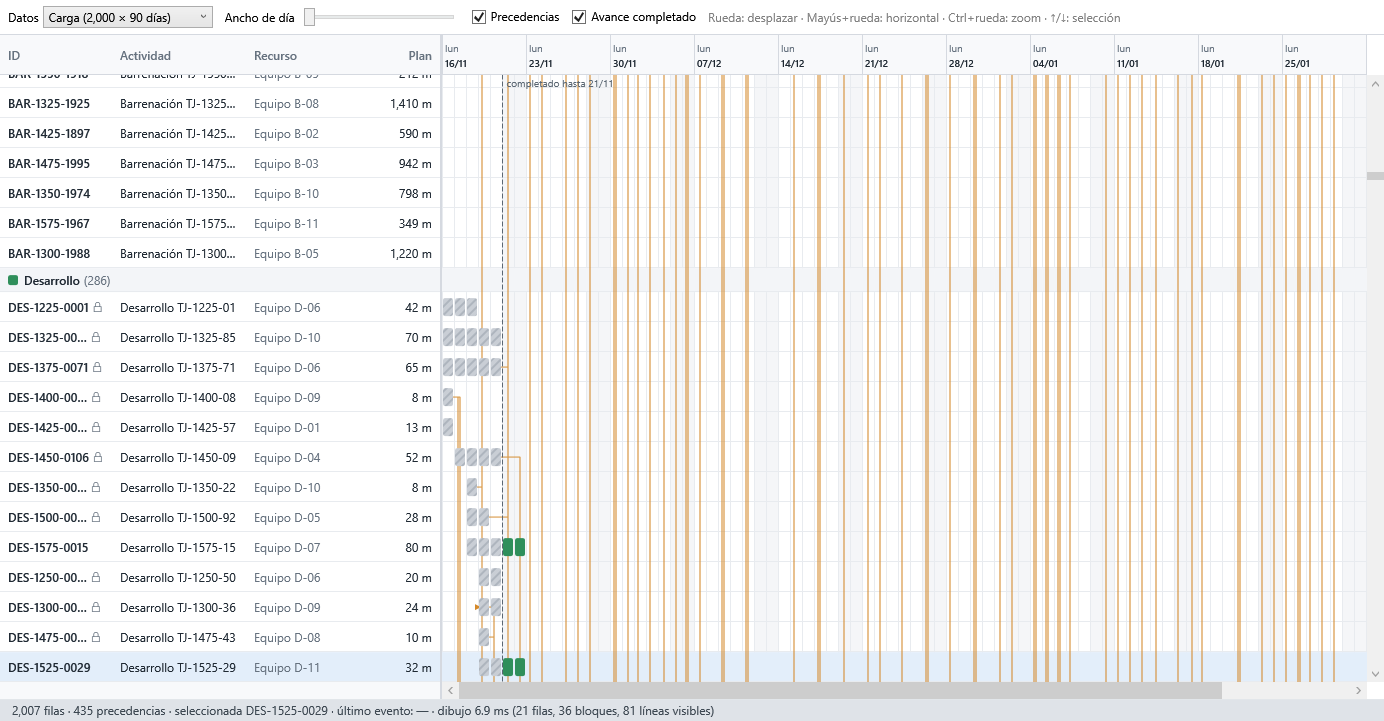 Datos Carga (2,000 × 90 días) Ancho de día Precedencias Avance completado Rueda: desplazar · Mayús+rueda: horizontal · Ctrl+rueda: zoom · ↑/↓: selección
ID Actividad Recurso Plan
lun lun lun lun lun lun lun lun lun lun lun
16/11 23/11 30/11 07/12 14/12 21/12 28/12 04/01 11/01 18/01 25/01
completado hasta 21/11
BAR-1325-1925 Barrenación TJ-1325... Equipo B-08 1,410 m
BAR-1425-1897 Barrenación TJ-1425... Equipo B-02 590 m
BAR-1475-1995 Barrenación TJ-1475... Equipo B-03 942 m
BAR-1350-1974 Barrenación TJ-1350... Equipo B-10 798 m
BAR-1575-1967 Barrenación TJ-1575... Equipo B-11 349 m
BAR-1300-1988 Barrenación TJ-1300... Equipo B-05 1,220 m
Desarrollo (286)
DES-1225-0001 Desarrollo TJ-1225-01 Equipo D-06 42 m
DES-1325-00... Desarrollo TJ-1325-85 Equipo D-10 70 m
DES-1375-0071 Desarrollo TJ-1375-71 Equipo D-06 65 m
DES-1400-00... Desarrollo TJ-1400-08 Equipo D-09 8 m
DES-1425-00... Desarrollo TJ-1425-57 Equipo D-01 13 m
DES-1450-0106 Desarrollo TJ-1450-09 Equipo D-04 52 m
DES-1350-00... Desarrollo TJ-1350-22 Equipo D-10 8 m
DES-1500-00... Desarrollo TJ-1500-92 Equipo D-05 28 m
DES-1575-0015 Desarrollo TJ-1575-15 Equipo D-07 80 m
DES-1250-00... Desarrollo TJ-1250-50 Equipo D-06 20 m
DES-1300-00... Desarrollo TJ-1300-36 Equipo D-09 24 m
DES-1475-00... Desarrollo TJ-1475-43 Equipo D-08 10 m
DES-1525-0029 Desarrollo TJ-1525-29 Equipo D-11 32 m
2,007 filas · 435 precedencias · seleccionada DES-1525-0029 · último evento: — · dibujo 6.9 ms (21 filas, 36 bloques, 81 líneas visibles)